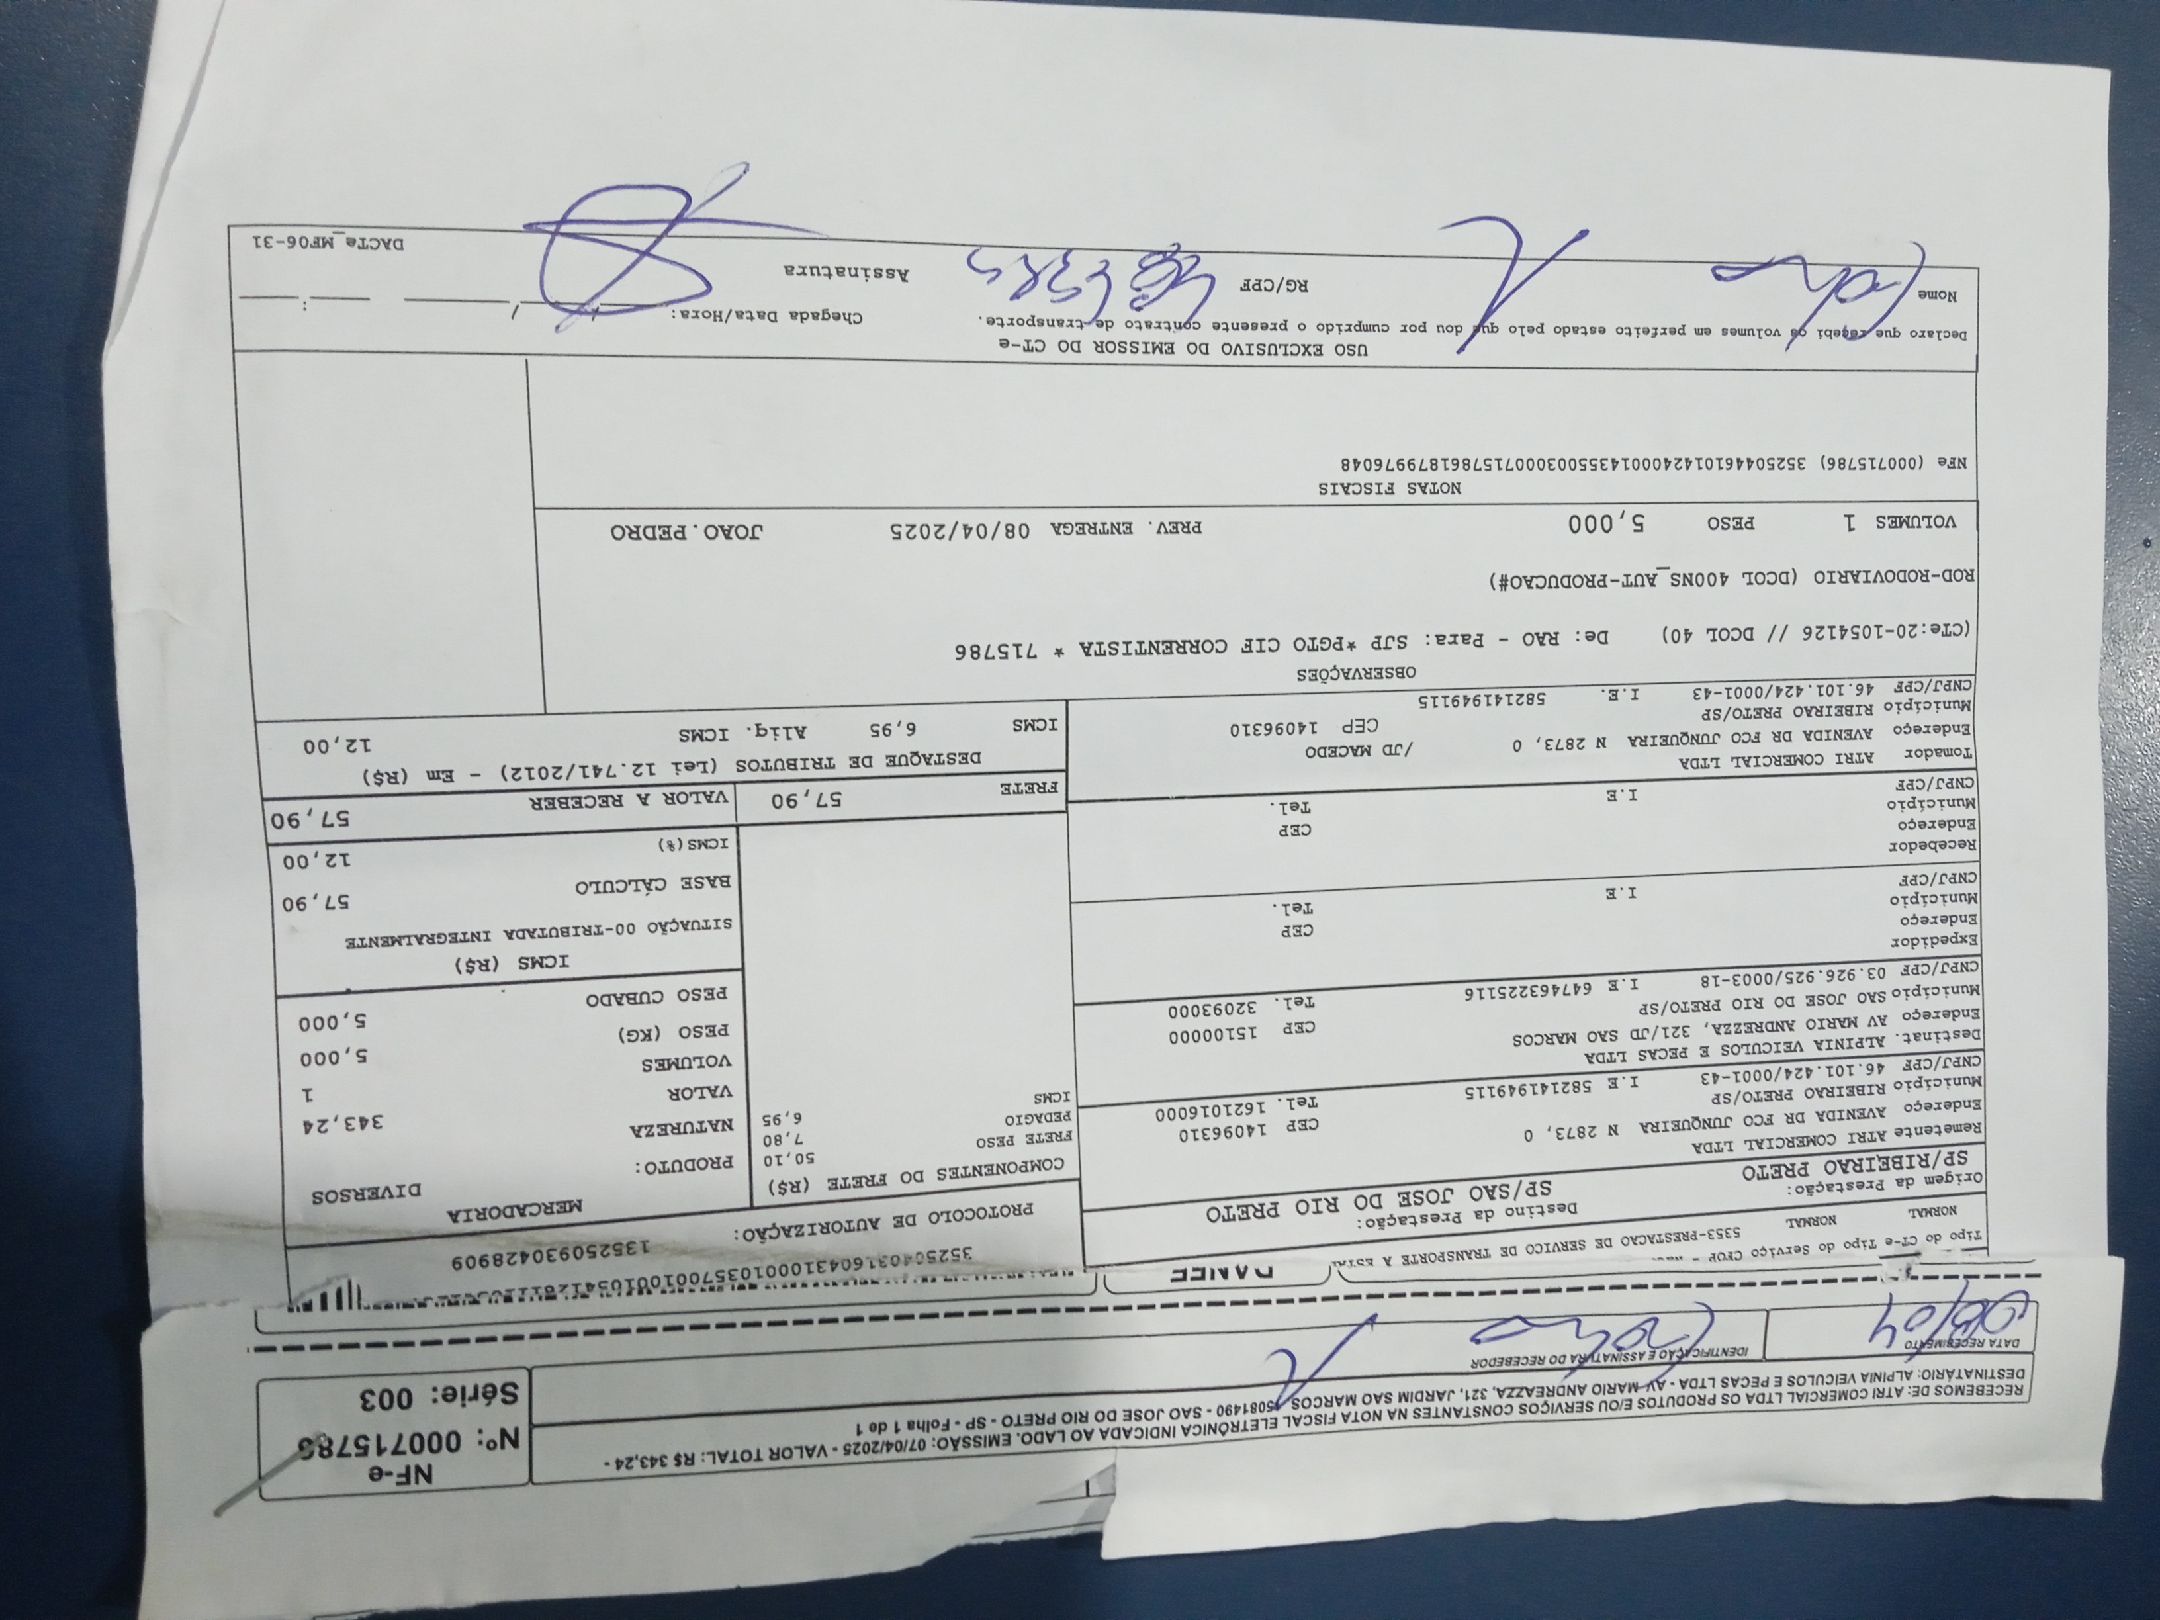 RECEBEMOS DE: ATRI COMERCIAL LTDA OS PRODUTOS E/OU SERVIÇOS CONSTANTES NA NOTA FISCAL ELETRÔNICA INDICADA AO LADO. EMISSÃO: 07/04/2025 - VALOR TOTAL: R$ 343,24 -
DESTINATÁRIO: ALPINIA VEICULOS E PECAS LTDA - AV MARIO ANDREAZZA, 321, JARDIM SAO MARCOS 15081490 - SAO JOSE DO RIO PRETO - SP - Folha 1 de 1
NF-e
Nº: 000715786
Série: 003
DATA RECEBIMENTO
08/04
IDENTIFICAÇÃO E ASSINATURA DO RECEBEDOR
DANFE
Tipo do CT-e Tipo do Serviço CFOP -
NORMAL NORMAL 5353-PRESTACAO DE SERVICO DE TRANSPORTE A
Origem da Prestação:
SP/RIBEIRAO PRETO
Destino da Prestação:
SP/SAO JOSE DO RIO PRETO
PROTOCOLO DE AUTORIZAÇÃO:
135250930428909
Remetente ATRI COMERCIAL LTDA
Endereço AVENIDA DR FCO JUNQUEIRA N 2873, 0 CEP 14096310
Município RIBEIRAO PRETO/SP Tel. 1621016000
CNPJ/CPF 46.101.424/0001-43 I.E 582141949115
Destinat. ALPINIA VEICULOS E PECAS LTDA
Endereço AV MARIO ANDREZZA, 321/JD SAO MARCOS CEP 15100000
Município SAO JOSE DO RIO PRETO/SP Tel. 32093000
CNPJ/CPF 03.926.925/0003-18 I.E 647463225116
Expedidor
Endereço CEP
Município Tel.
CNPJ/CPF I.E
Recebedor
Endereço CEP
Município Tel.
CNPJ/CPF I.E
Tomador ATRI COMERCIAL LTDA
Endereço AVENIDA DR FCO JUNQUEIRA N 2873, 0 /JD MACEDO
Município RIBEIRAO PRETO/SP CEP 14096310
CNPJ/CPF 46.101.424/0001-43 I.E. 582141949115
COMPONENTES DO FRETE (R$)
FRETE PESO 50,10
PEDAGIO 7,80
ICMS 6,95
FRETE 57,90
MERCADORIA
PRODUTO: DIVERSOS
NATUREZA
VALOR 343,24
VOLUMES 1
PESO (KG) 5,000
PESO CUBADO 5,000
ICMS (R$)
SITUAÇÃO 00-TRIBUTADA INTEGRALMENTE
BASE CÁLCULO 57,90
ICMS(%) 12,00
VALOR A RECEBER 57,90
DESTAQUE DE TRIBUTOS (Lei 12.741/2012) - Em (R$)
ICMS 6,95 Aliq. ICMS 12,00
OBSERVAÇÕES
(CTe:20-1054126 // DCOL 40) De: RAO - Para: SJP *PGTO CIF CORRENTISTA * 715786
ROD-RODOVIARIO (DCOL 400NS_AUT-PRODUCAO#)
VOLUMES 1 PESO 5,000 PREV. ENTREGA 08/04/2025 JOAO.PEDRO
NOTAS FISCAIS
NFe (000715786) 35250446101424000143550030007157861879976048
USO EXCLUSIVO DO EMISSOR DO CT-e
Declaro que recebi os volumes em perfeito estado pelo que dou por cumprido o presente contrato de transporte.
Chegada Data/Hora: / / :
Nome
RG/CPF
Assinatura
DACTe_MF06-31